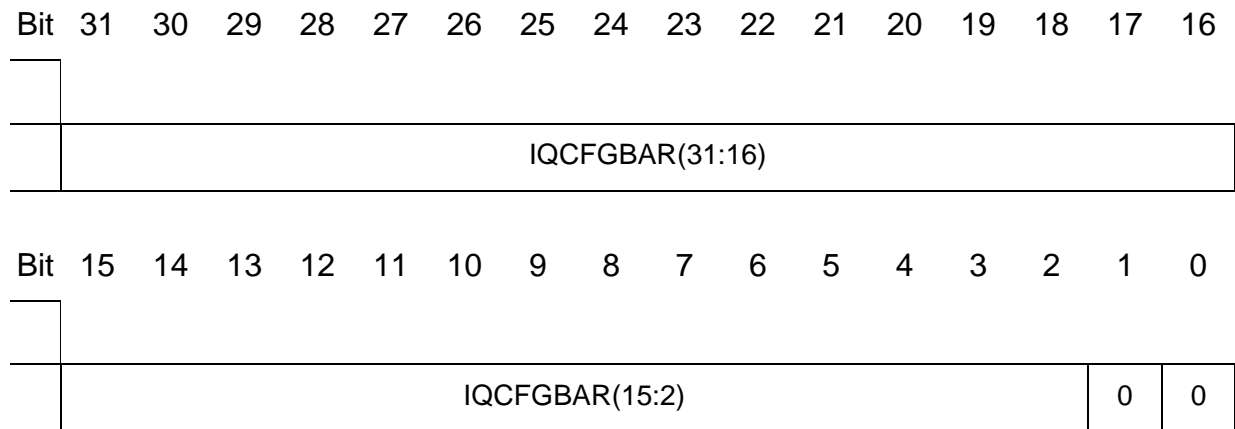 Bit 31 30 29 28 27 26 25 24 23 22 21 20 19 18 17 16
IQCFGBAR(31:16)
Bit 15 14 13 12 11 10 9 8 7 6 5 4 3 2 1 0
IQCFGBAR(15:2) 0 0